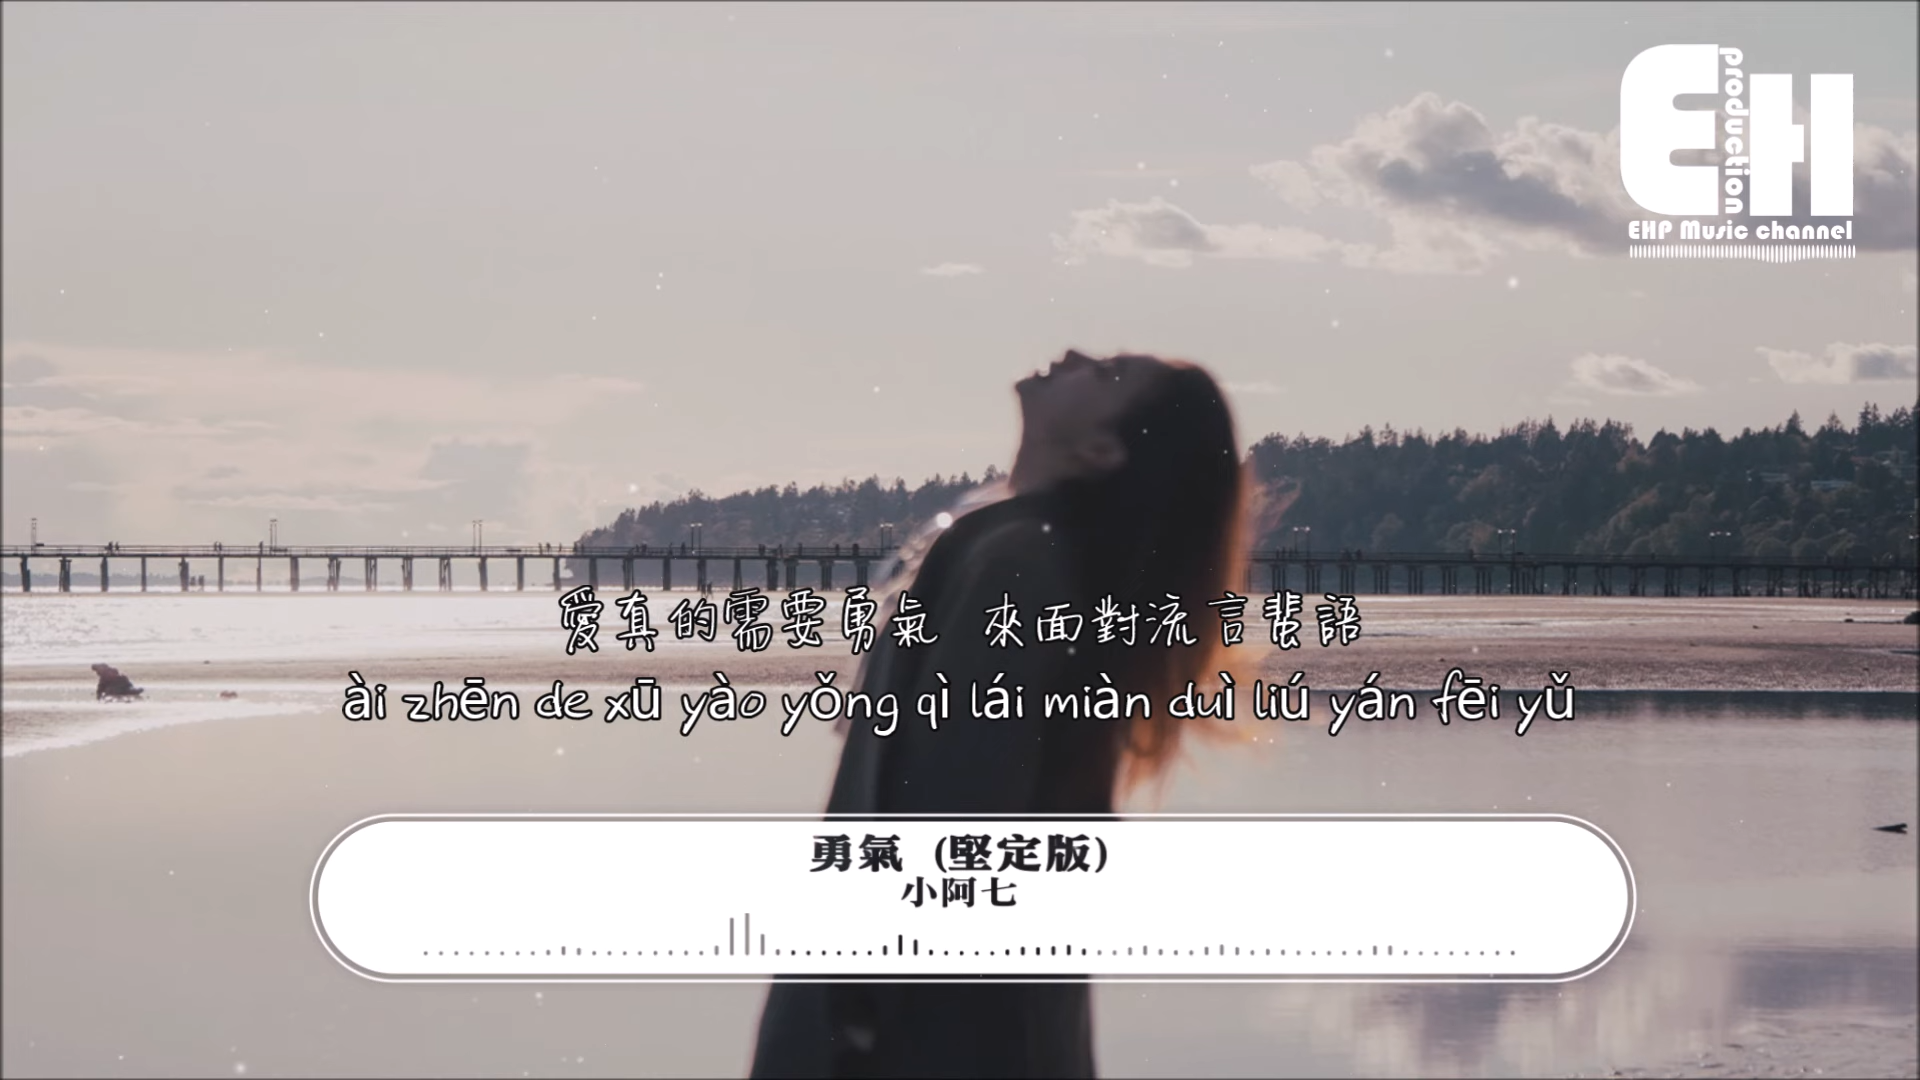 EH
production
EHP Music channel
愛真的需要勇氣 來面對流言蜚語
ài zhēn de xū yào yǒng qì lái miàn duì liú yán fēi yǔ
勇氣 (堅定版)
小阿七